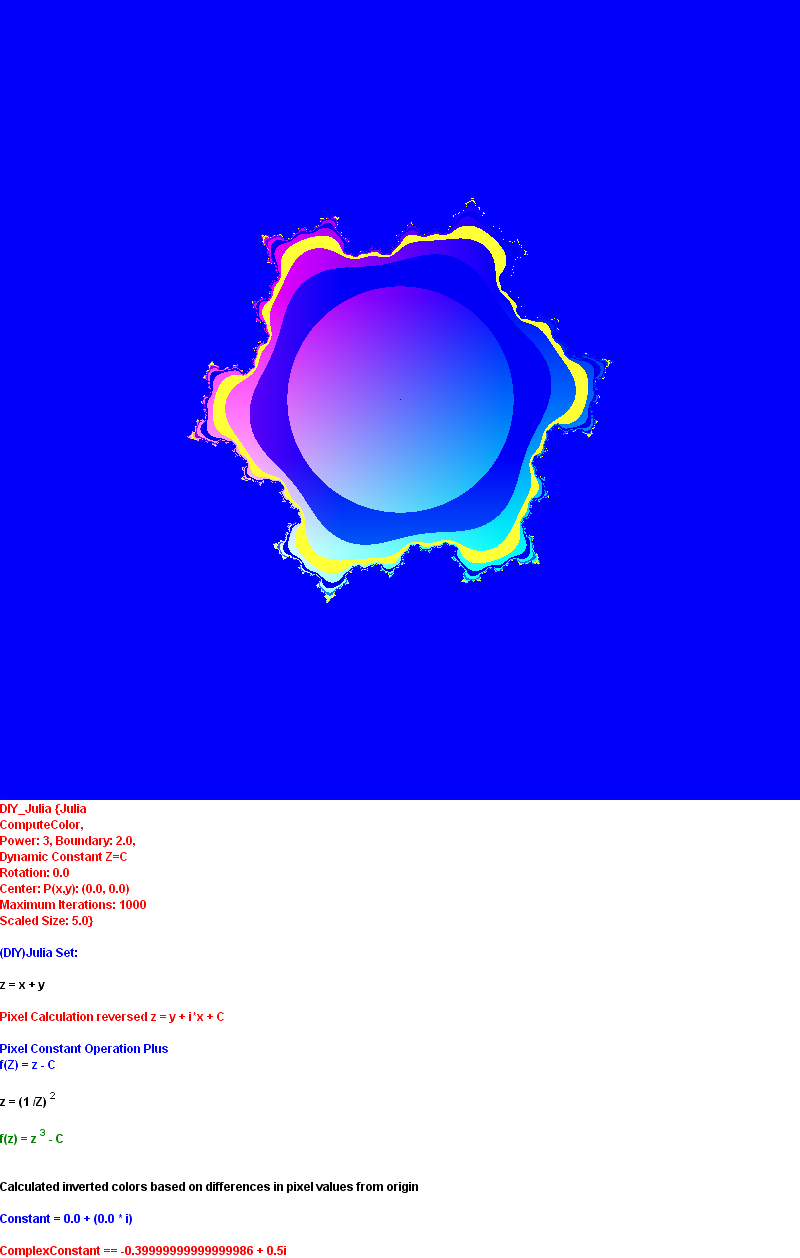 DIY_Julia {Julia
ComputeColor,
Power: 3, Boundary: 2.0,
Dynamic Constant Z=C
Rotation: 0.0
Center: P(x,y): (0.0, 0.0)
Maximum Iterations: 1000
Scaled Size: 5.0}
(DIY)Julia Set:
z = x + y
Pixel Calculation reversed z = y + i*x + C
Pixel Constant Operation Plus
f(Z) = z - C
z = (1 /Z) 2
f(z) = z 3 - C
Calculated inverted colors based on differences in pixel values from origin
Constant = 0.0 + (0.0 * i)
ComplexConstant == -0.39999999999999986 + 0.5i